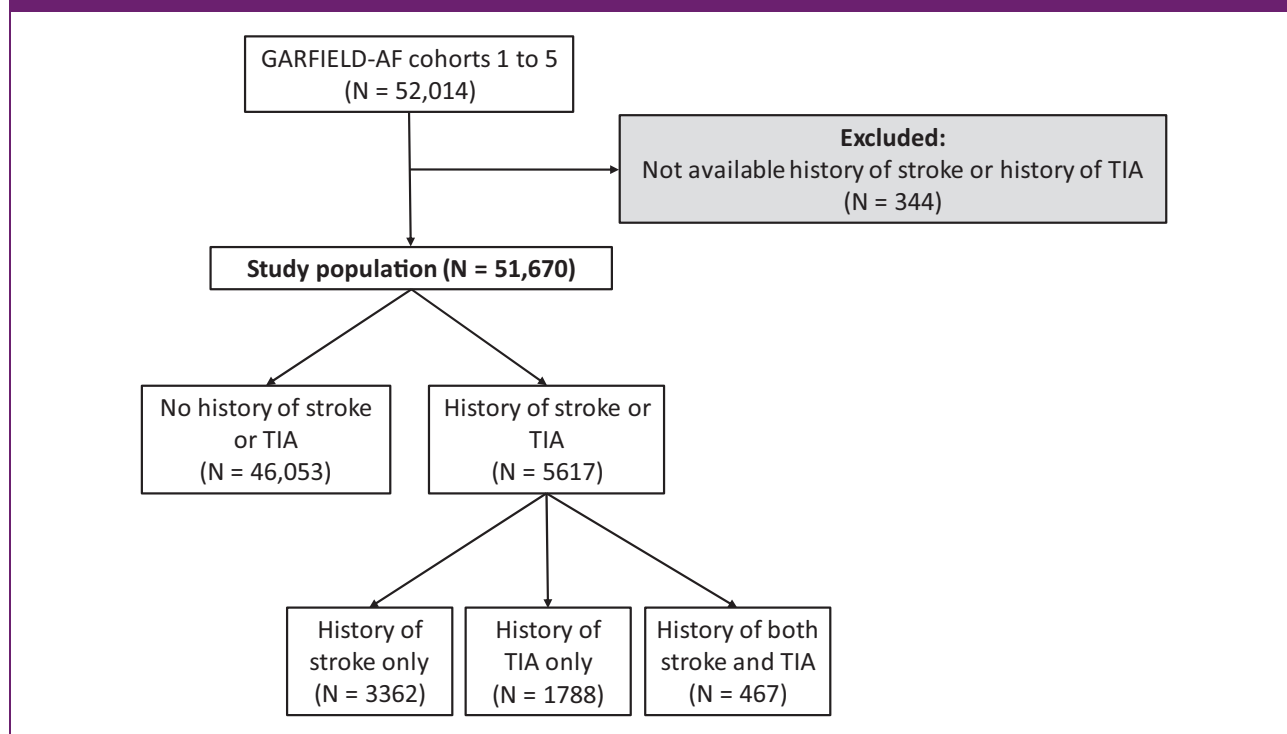 GARFIELD-AF cohorts 1 to 5
(N = 52,014)
Excluded:
Not available history of stroke or history of TIA
(N = 344)
Study population (N = 51,670)
No history of stroke
or TIA
(N = 46,053)
History of stroke or
TIA
(N = 5617)
History of
stroke only
(N = 3362)
History of
TIA only
(N = 1788)
History of both
stroke and TIA
(N = 467)